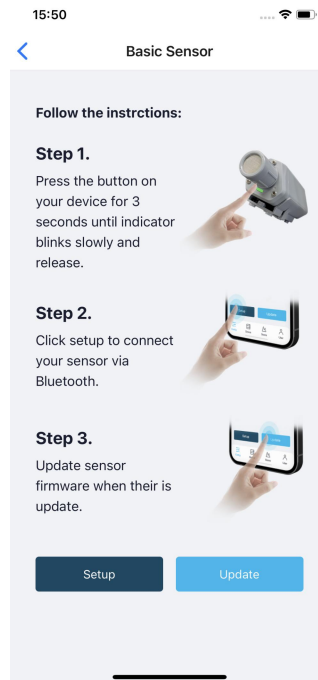 15:50
Basic Sensor
Follow the instrctions:
Step 1.
Press the button on
your device for 3
seconds until indicator
blinks slowly and
release.
Step 2.
Click setup to connect
your sensor via
Bluetooth.
Step 3.
Update sensor
firmware when their is
update.
Setup
Update